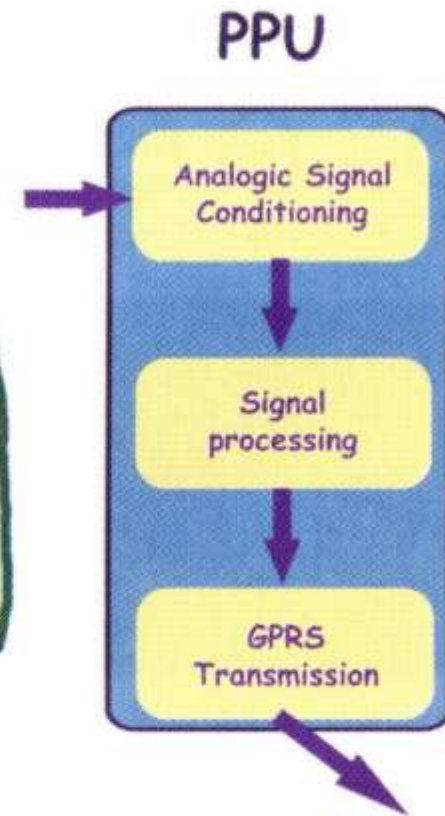 PPU
Analogic Signal
Conditioning
Signal
processing
GPRS
Transmission